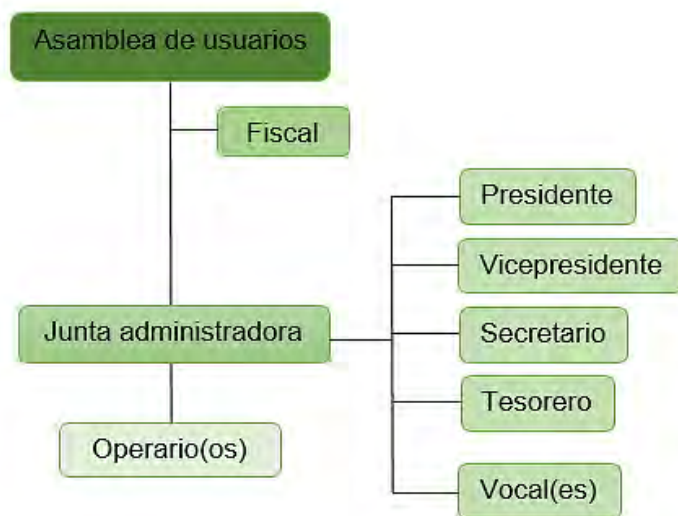 Asamblea de usuarios
Fiscal
Presidente
Vicepresidente
Junta administradora
Secretario
Tesorero
Operario(os)
Vocal(es)